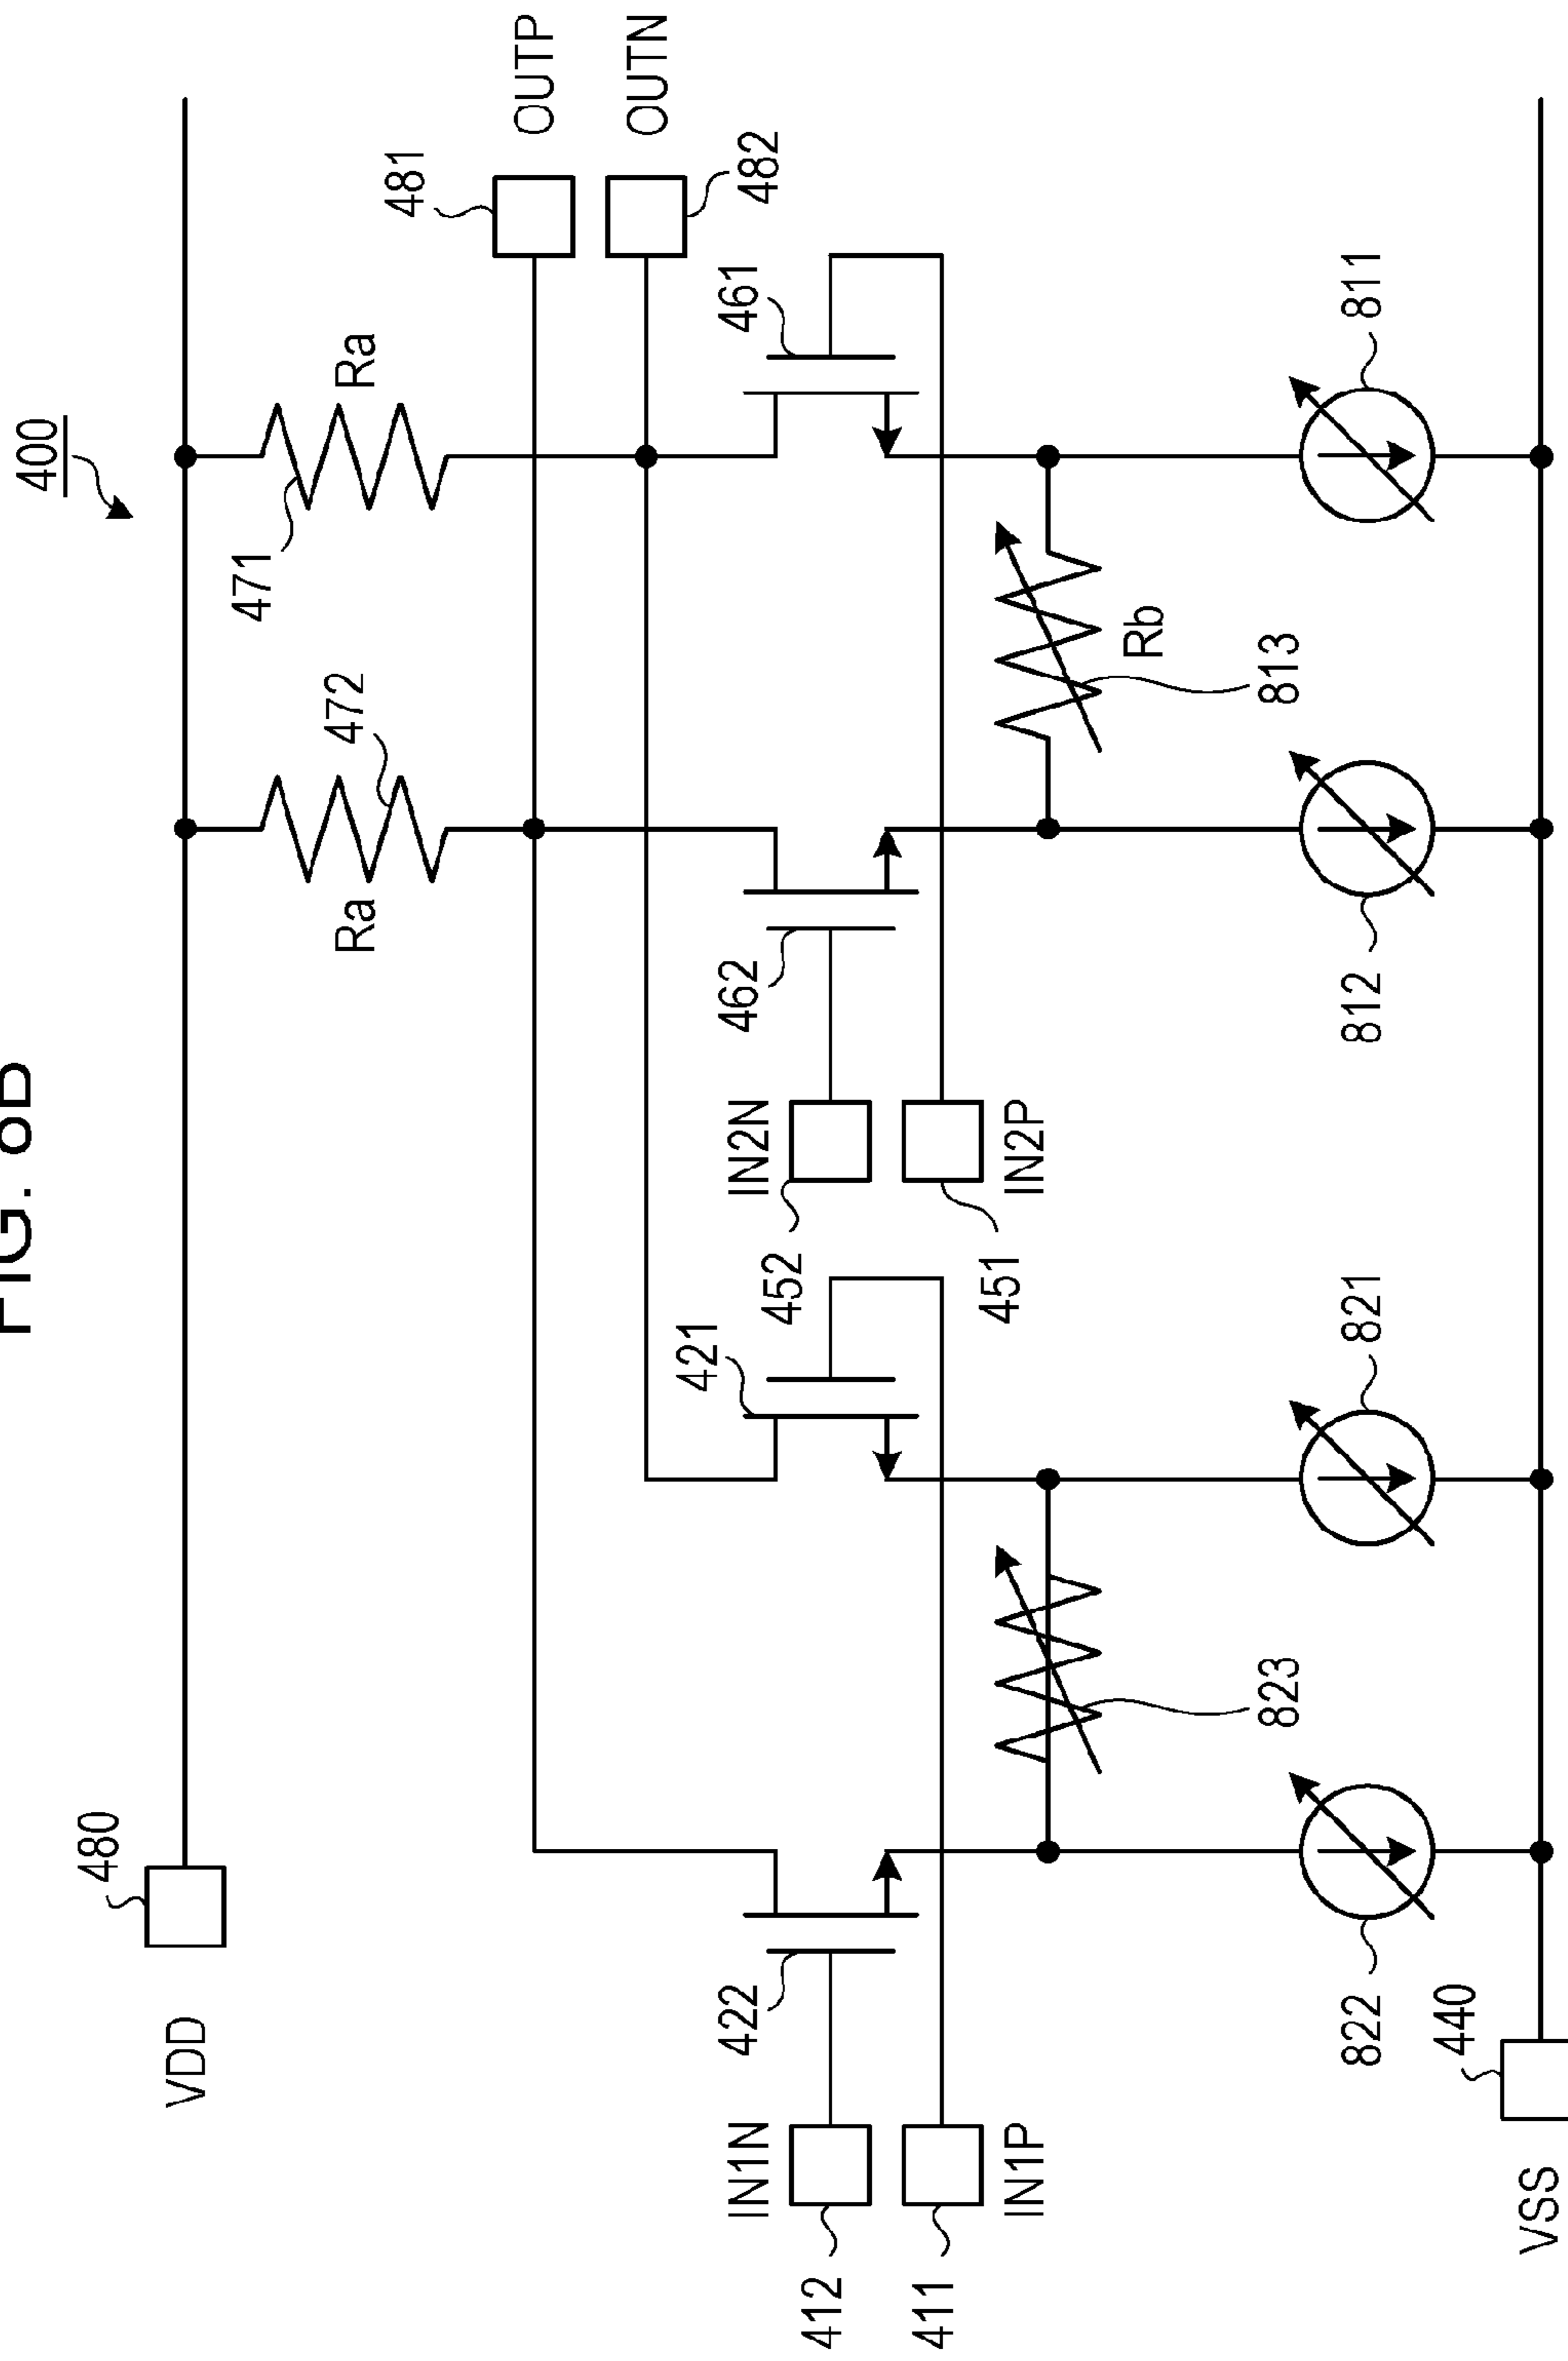 FIG. 8B
400
480
VDD
471
472
Ra
Ra
481
OUTP
OUTN
482
421
IN1N
422
IN2N
462
461
412
452
411
451
IN1P
IN2P
Rb
823
813
822
821
812
811
440
VSS